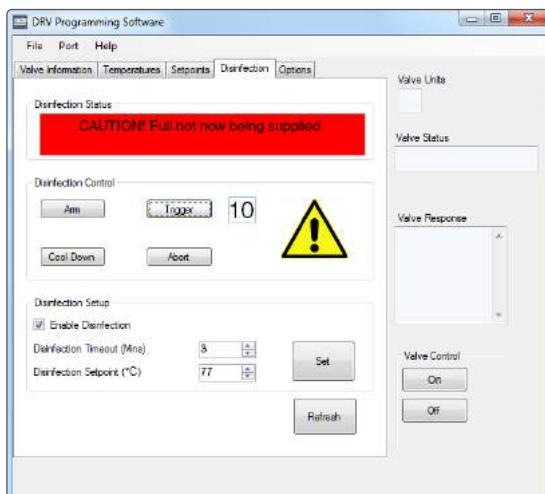 DRV Programming Software
File Port Help
Valve Information Temperatures Setpoints Disinfection Options
Disinfection Status
CAUTION! Full hot now being supplied
Disinfection Control
Arm Trigger 10
Cool Down Abort
Disinfection Setup
Enable Disinfection
Disinfection Timeout (Mins) 3
Disinfection Setpoint (°C) 77
Set
Refresh
Valve Units
Valve Status
Valve Response
Valve Control
On
Off